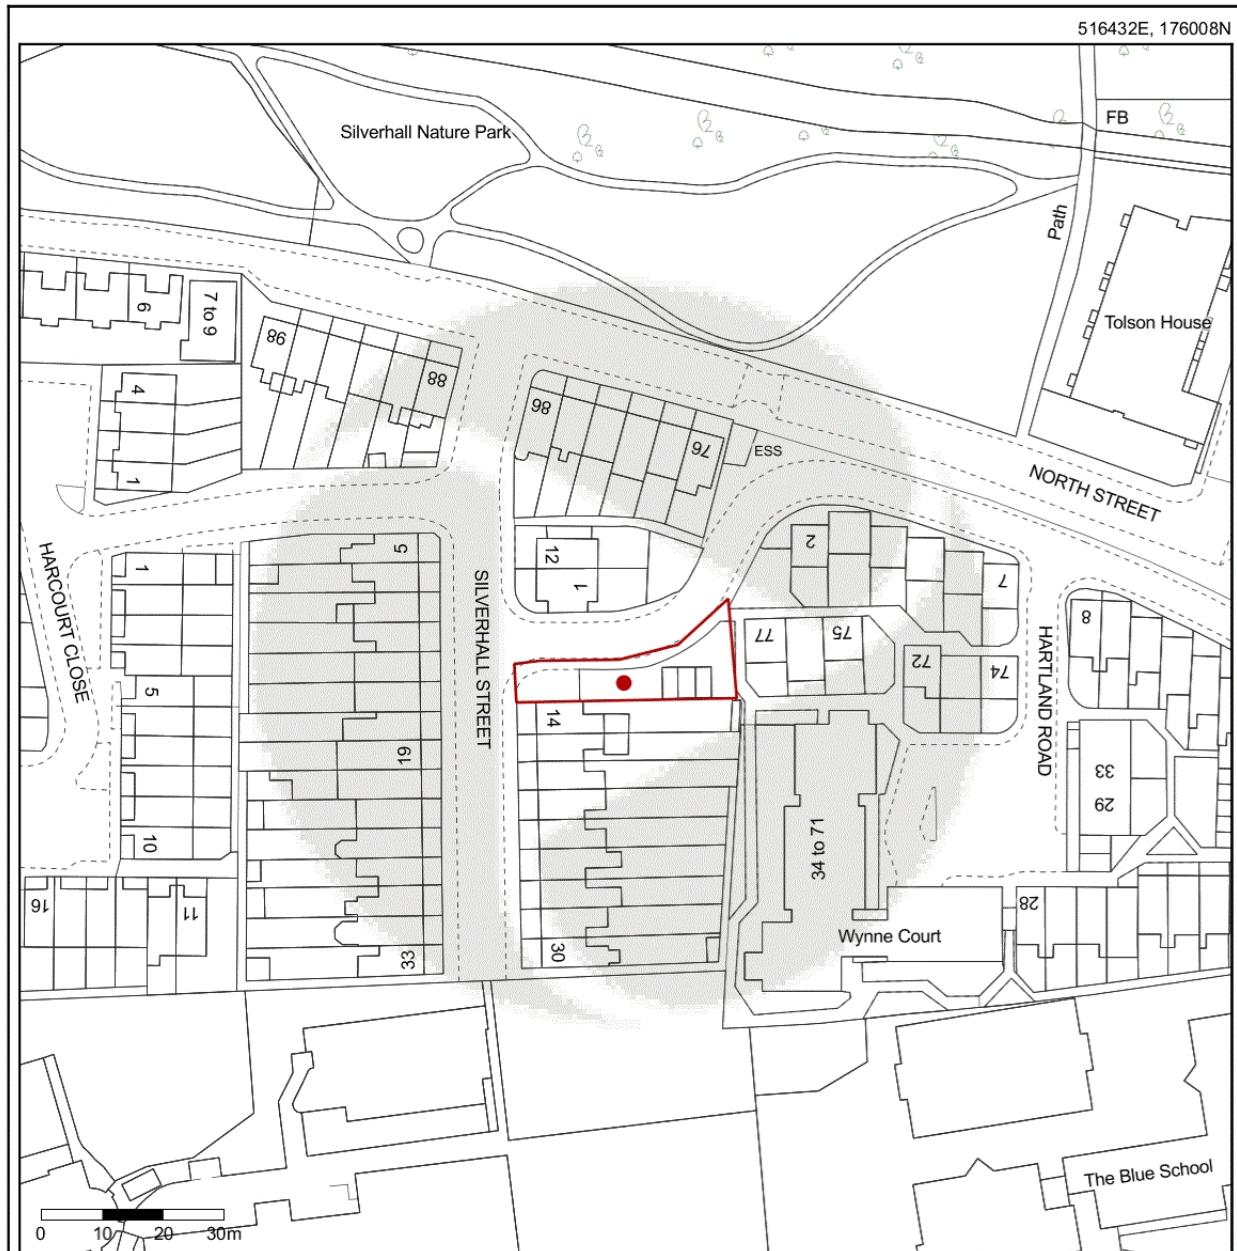 516432E, 176008N
FB
Silverhall Nature Park
Path
Tolson House
6
7 to 9
98
88
4
1
86
76
ESS
NORTH STREET
HARCOURT CLOSE
1
5
10
16
11
5
19
33
SILVERHALL STREET
12
1
2
7
77
75
72
74
HARTLAND ROAD
8
33
29
14
30
34 to 71
28
Wynne Court
The Blue School
0 10 20 30m